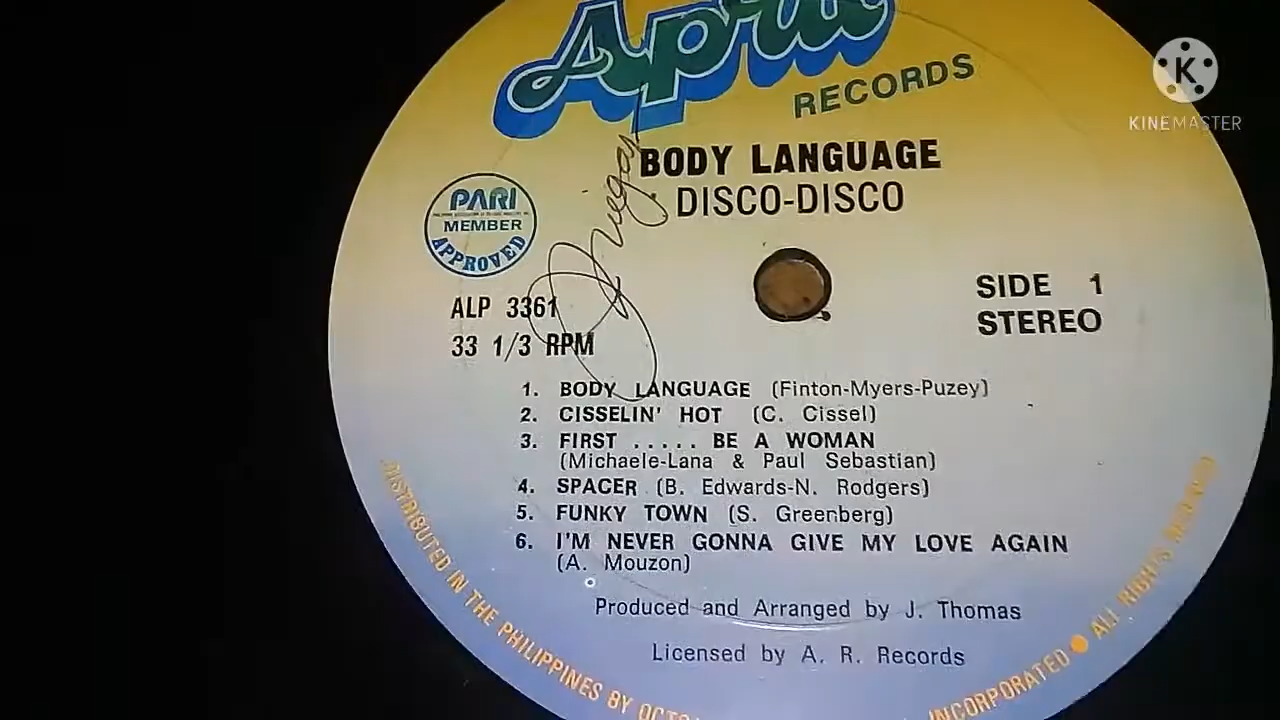 April
RECORDS
KINEMASTER
BODY LANGUAGE
DISCO-DISCO
PARI
MEMBER
APPROVED
ALP 3361
33 1/3 RPM
SIDE 1
STEREO
1. BODY LANGUAGE (Finton-Myers-Puzey)
2. CISSELIN' HOT (C. Cissel)
3. FIRST ..... BE A WOMAN
(Michaele-Lana & Paul Sebastian)
4. SPACER (B. Edwards-N. Rodgers)
5. FUNKY TOWN (S. Greenberg)
6. I'M NEVER GONNA GIVE MY LOVE AGAIN
(A. Mouzon)
Produced and Arranged by J. Thomas
Licensed by A. R. Records
DISTRIBUTED IN THE PHILIPPINES BY
INCORPORATED ● ALL RIGHTS RESERVED